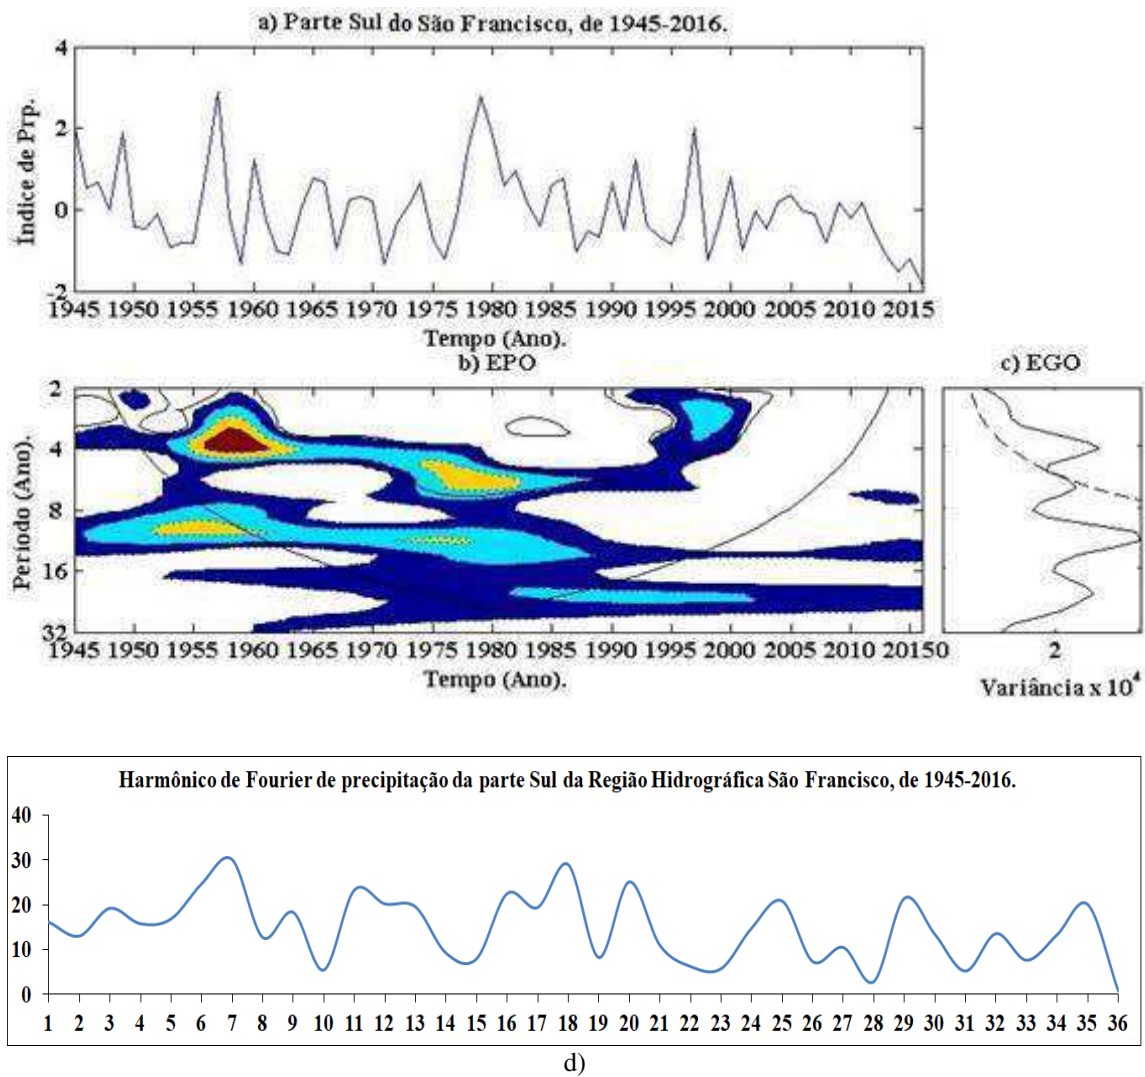 a) Parte Sul do São Francisco, de 1945-2016.
4
2
0
-2
Indice de Prp.
1945 1950 1955 1960 1965 1970 1975 1980 1985 1990 1995 2000 2005 2010 2015
Tempo (Ano).
b) EPO
c) EGO
2
4
8
16
32
Período (Ano).
1945 1950 1955 1960 1965 1970 1975 1980 1985 1990 1995 2000 2005 2010 2015
0 2
Tempo (Ano).
Variância x 10⁴
Harmônico de Fourier de precipitação da parte Sul da Região Hidrográfica São Francisco, de 1945-2016.
40
30
20
10
0
1 2 3 4 5 6 7 8 9 10 11 12 13 14 15 16 17 18 19 20 21 22 23 24 25 26 27 28 29 30 31 32 33 34 35 36
d)